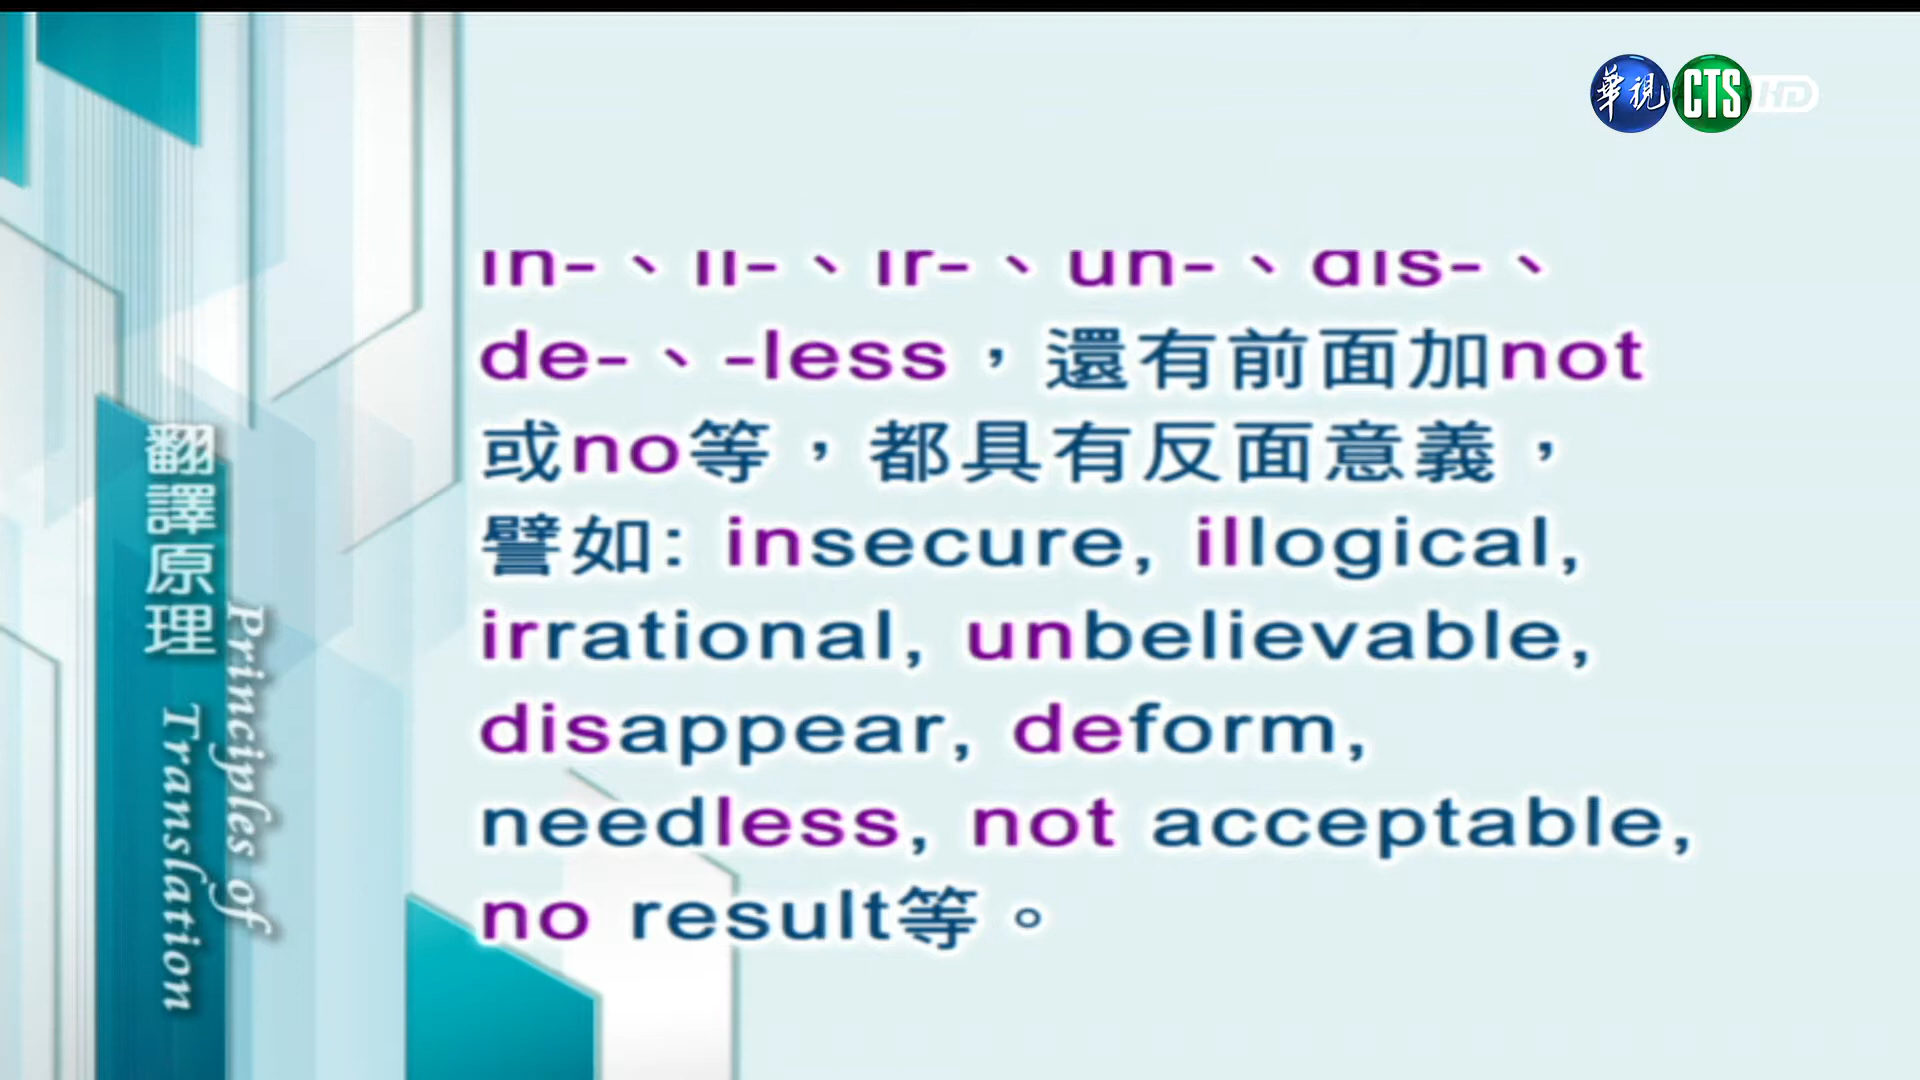 華視 CTS HD
in-、il-、ir-、un-、dis-、
de-、-less，還有前面加not
或no等，都具有反面意義，
譬如: insecure, illogical,
irrational, unbelievable,
disappear, deform,
needless, not acceptable,
no result等。
翻譯原理
Principles of
Translation